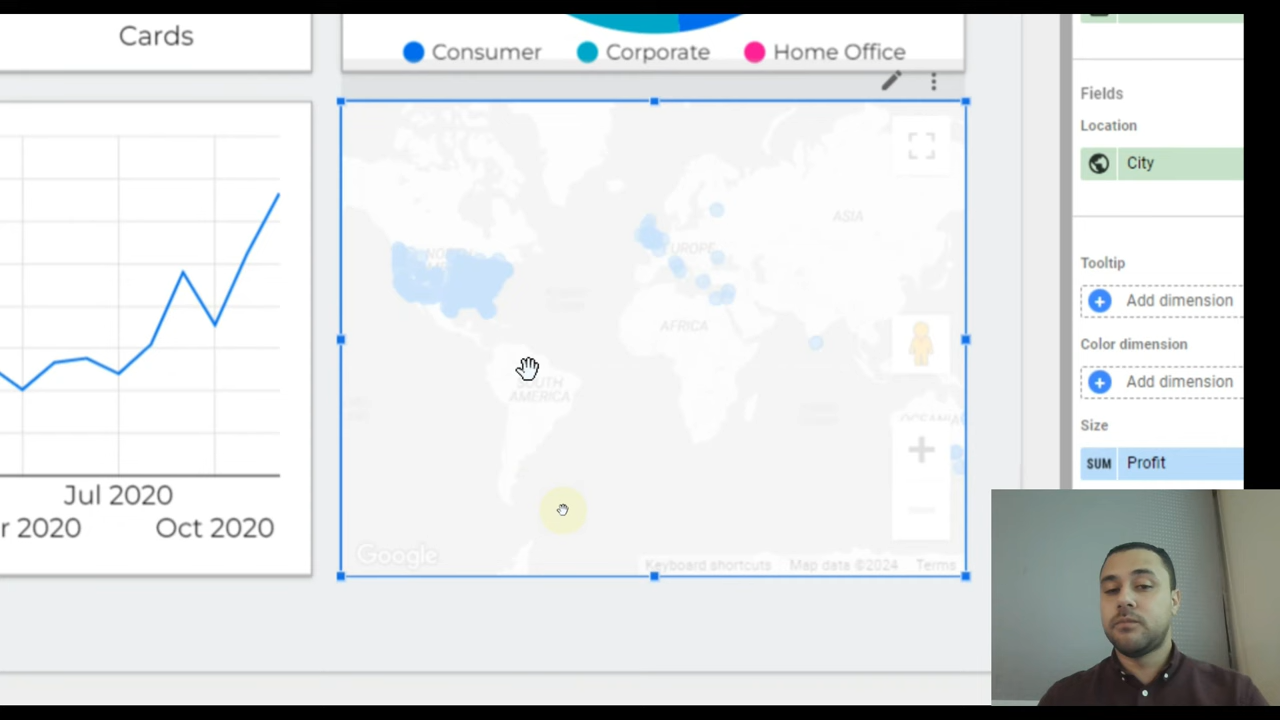 Cards
Consumer
Corporate
Home Office
Fields
Location
City
ASIA
EUROPE
Tooltip
Add dimension
AFRICA
Color dimension
Add dimension
SOUTH
AMERICA
Size
SUM Profit
Jul 2020
r 2020
Oct 2020
Google
Keyboard shortcuts
Map data ©2024
Terms